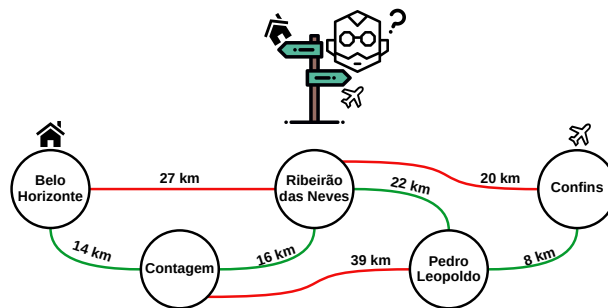 ?
27 km
20 km
Belo
Horizonte
Ribeirão
das Neves
22 km
Confins
14 km
16 km
Contagem
39 km
Pedro
Leopoldo
8 km